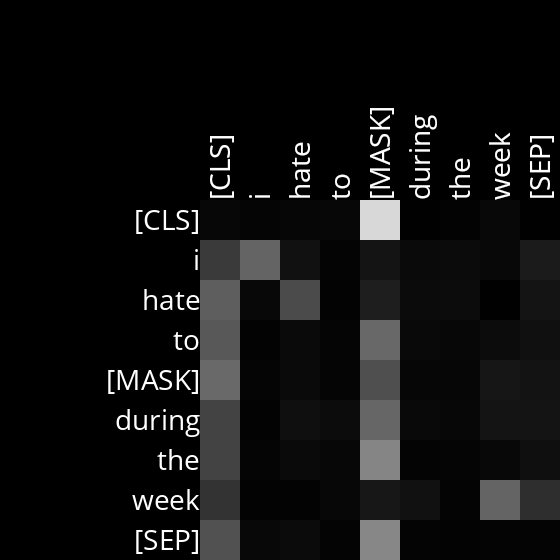 [CLS] i hate to [MASK] during the week [SEP]
[CLS]
i
hate
to
[MASK]
during
the
week
[SEP]